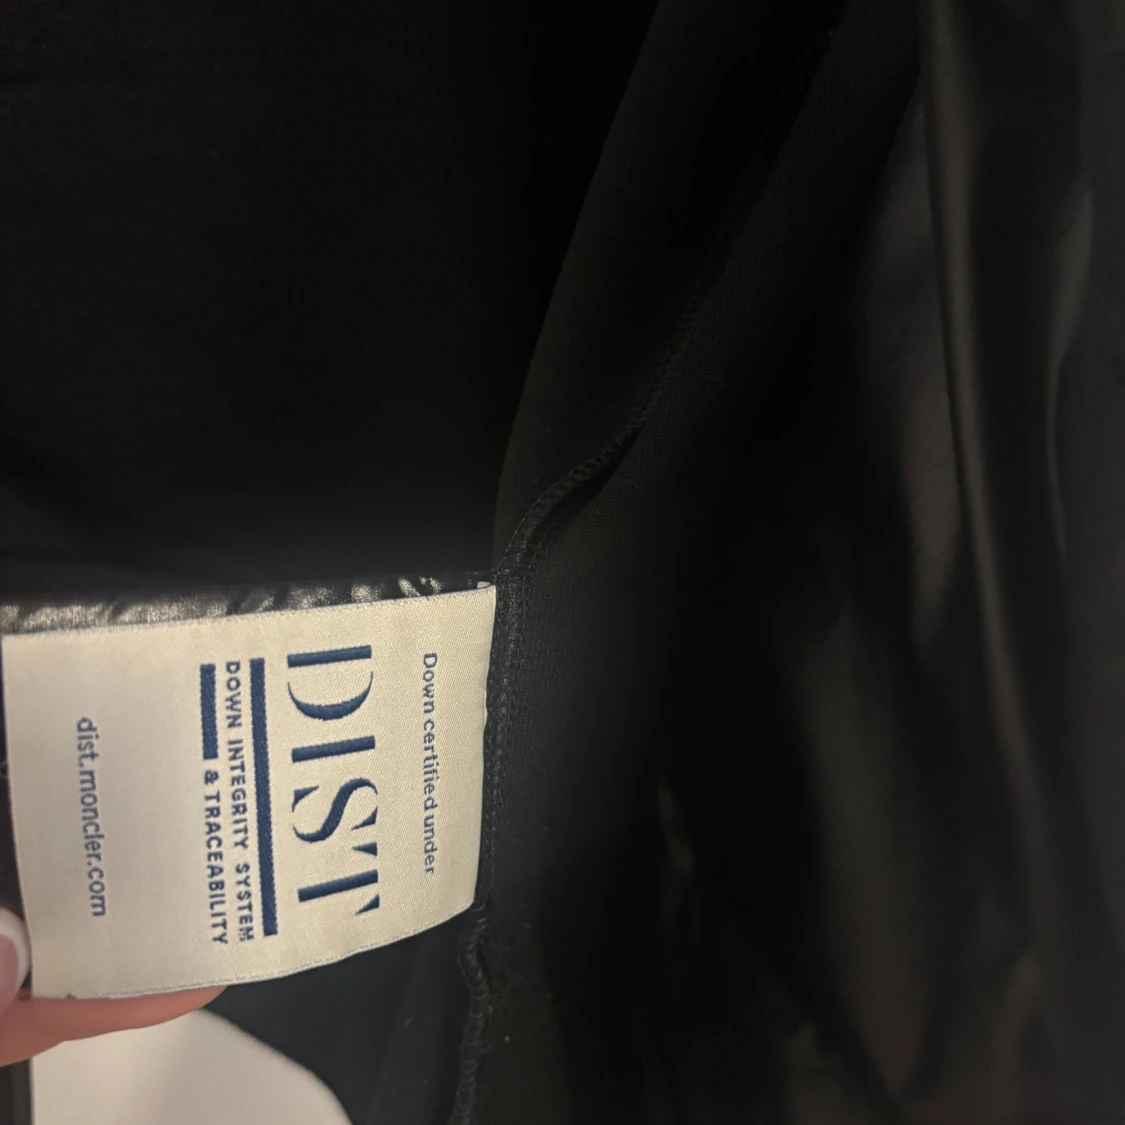 Down certified under
DIST
DOWN INTEGRITY SYSTEM
& TRACEABILITY
dist.moncler.com